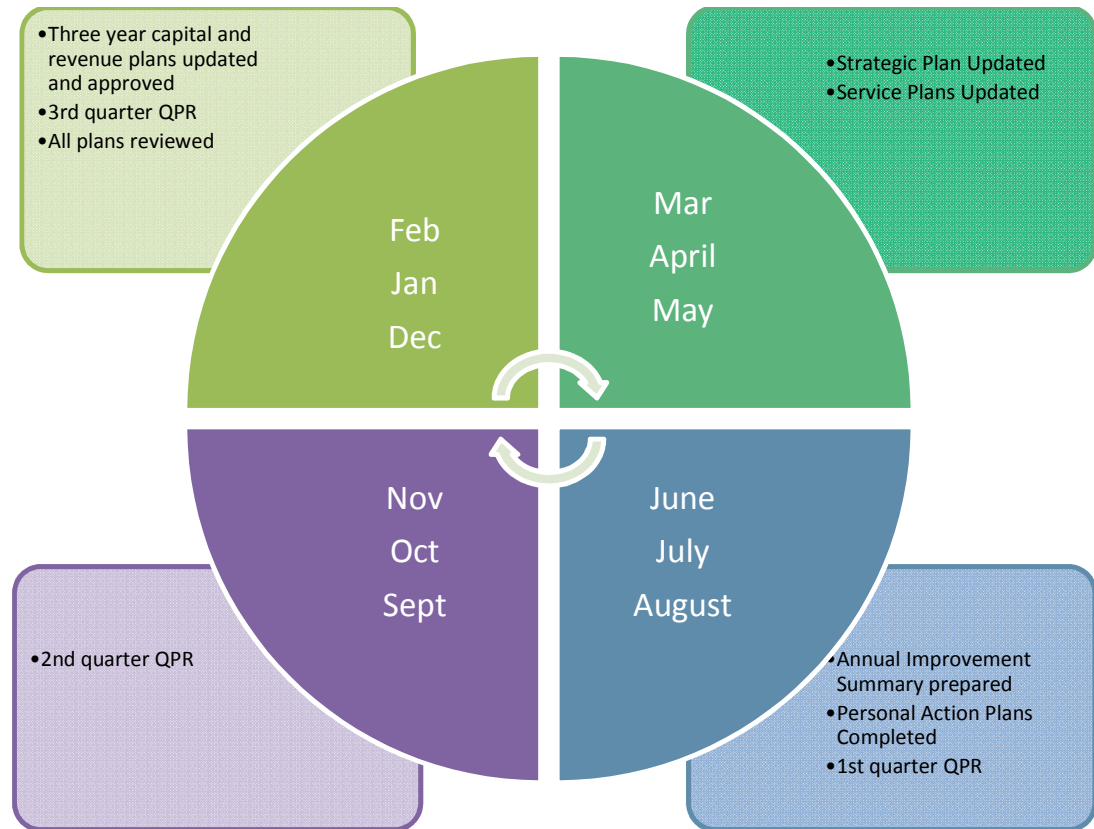 •Three year capital and
revenue plans updated
and approved
•3rd quarter QPR
•All plans reviewed
•Strategic Plan Updated
•Service Plans Updated
Feb
Jan
Dec
Mar
April
May
Nov
Oct
Sept
June
July
August
•2nd quarter QPR
•Annual Improvement
Summary prepared
•Personal Action Plans
Completed
•1st quarter QPR